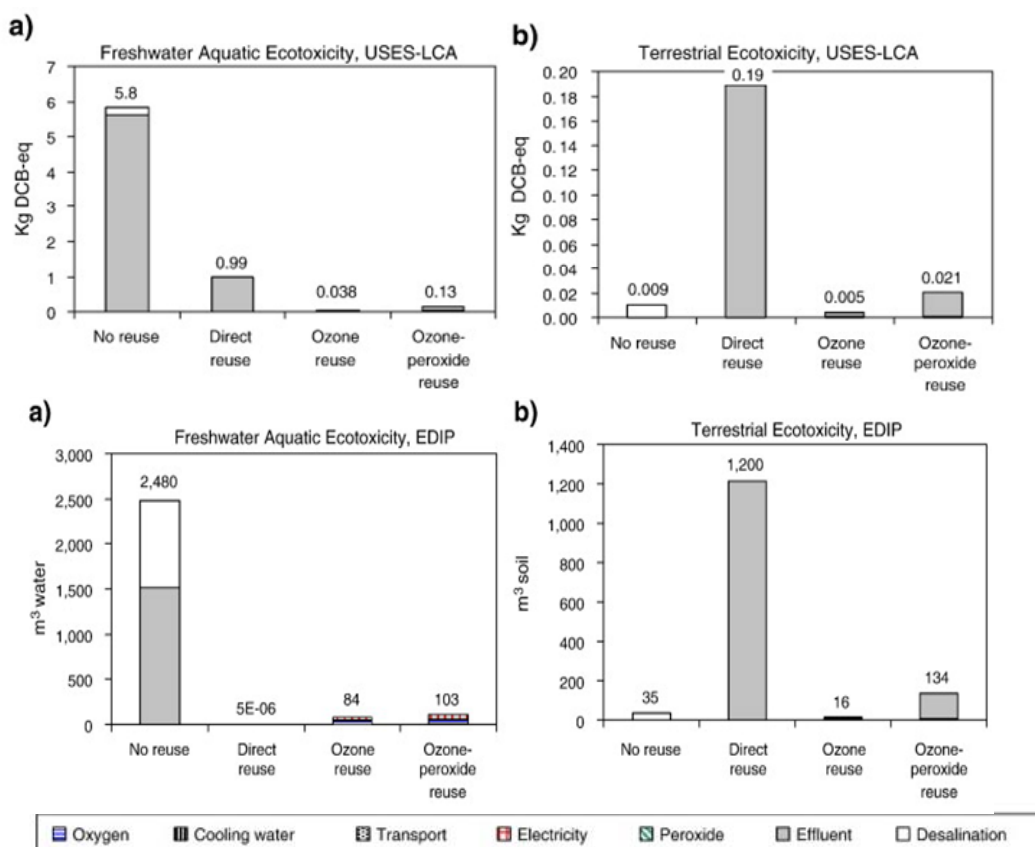 a)
Freshwater Aquatic Ecotoxicity, USES-LCA
Kg DCB-eq
7
6
5
4
3
2
1
0
5.8
0.99
0.038
0.13
No reuse
Direct
reuse
Ozone
reuse
Ozone-
peroxide
reuse
b)
Terrestrial Ecotoxicity, USES-LCA
Kg DCB-eq
0.20
0.18
0.16
0.14
0.12
0.10
0.08
0.06
0.04
0.02
0.00
0.009
0.19
0.005
0.021
No reuse
Direct
reuse
Ozone
reuse
Ozone-
peroxide
reuse
a)
Freshwater Aquatic Ecotoxicity, EDIP
m³ water
3,000
2,500
2,000
1,500
1,000
500
0
2,480
5E-06
84
103
No reuse
Direct
reuse
Ozone
reuse
Ozone-
peroxide
reuse
b)
Terrestrial Ecotoxicity, EDIP
m³ soil
1,400
1,200
1,000
800
600
400
200
0
35
1,200
16
134
No reuse
Direct
reuse
Ozone
reuse
Ozone-
peroxide
reuse
Oxygen Cooling water Transport Electricity Peroxide Effluent Desalination